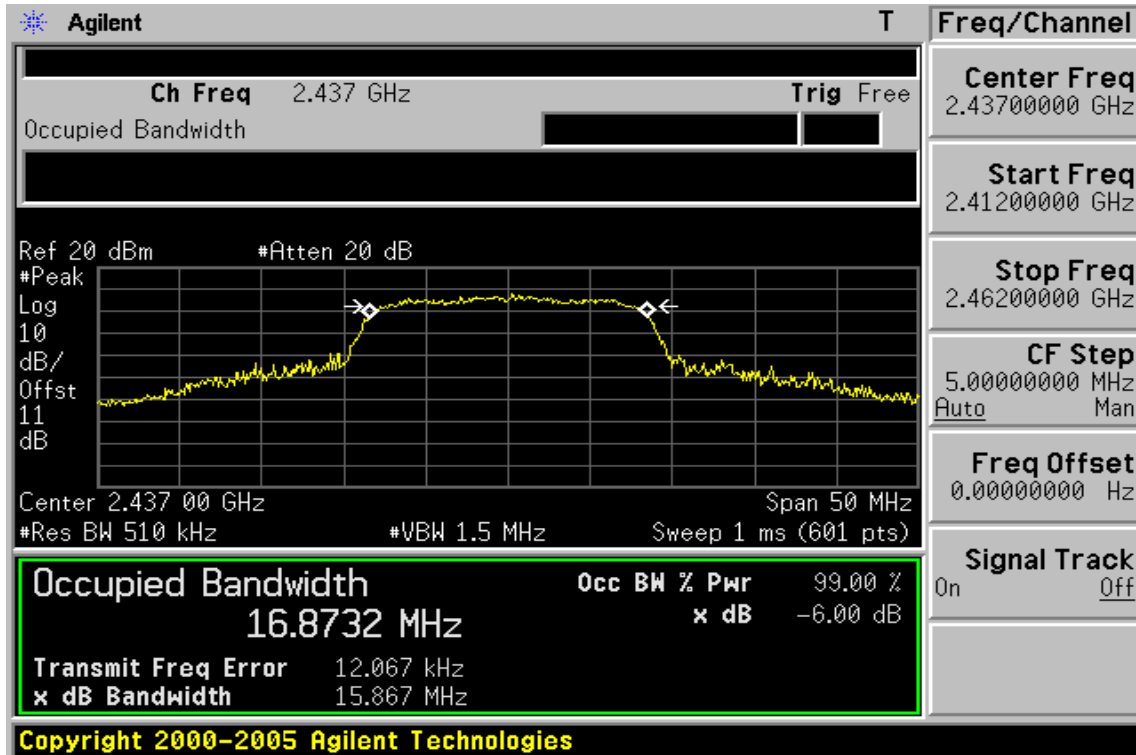 Agilent T Freq/Channel
Ch Freq 2.437 GHz Trig Free
Occupied Bandwidth
Center Freq
2.43700000 GHz
Start Freq
2.41200000 GHz
Stop Freq
2.46200000 GHz
CF Step
5.00000000 MHz
Auto Man
Freq Offset
0.00000000 Hz
Signal Track
On Off
Ref 20 dBm #Atten 20 dB
#Peak
Log
10
dB/
Offst
11
dB
Center 2.437 00 GHz Span 50 MHz
#Res BW 510 kHz #VBW 1.5 MHz Sweep 1 ms (601 pts)
Occupied Bandwidth Occ BW % Pwr 99.00 %
16.8732 MHz x dB -6.00 dB
Transmit Freq Error 12.067 kHz
x dB Bandwidth 15.867 MHz
Copyright 2000-2005 Agilent Technologies